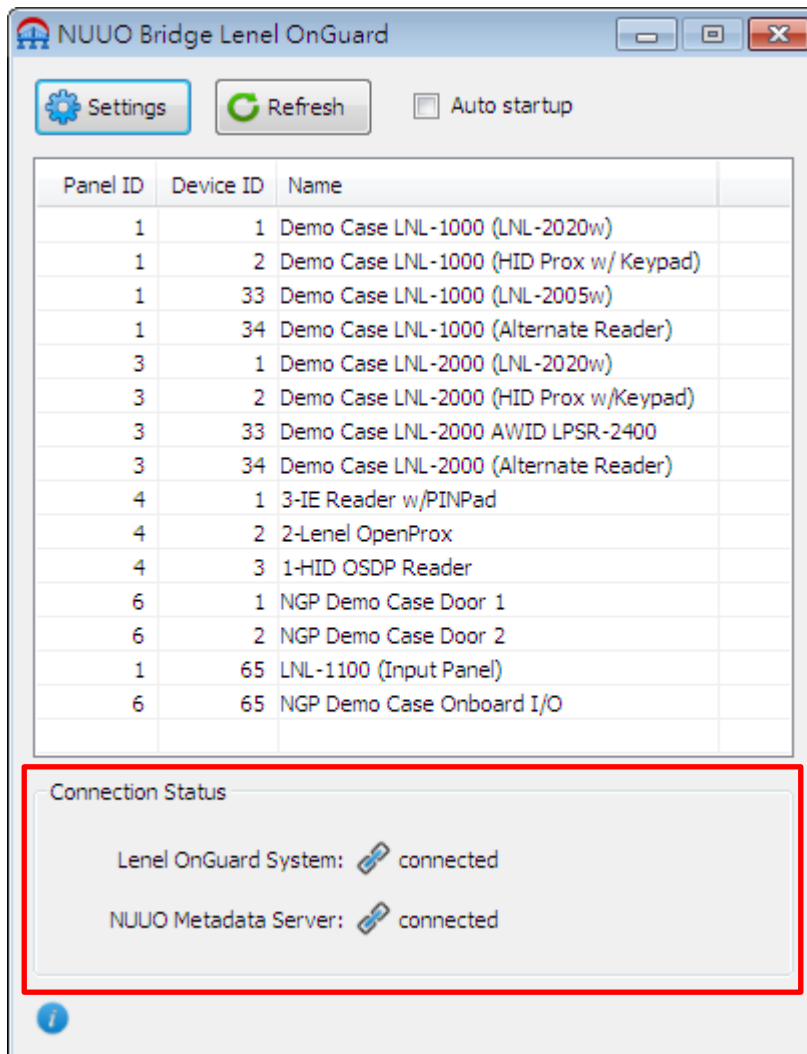 NUUO Bridge Lenel OnGuard
Settings Refresh Auto startup
Panel ID Device ID Name
1 1 Demo Case LNL-1000 (LNL-2020w)
1 2 Demo Case LNL-1000 (HID Prox w/ Keypad)
1 33 Demo Case LNL-1000 (LNL-2005w)
1 34 Demo Case LNL-1000 (Alternate Reader)
3 1 Demo Case LNL-2000 (LNL-2020w)
3 2 Demo Case LNL-2000 (HID Prox w/Keypad)
3 33 Demo Case LNL-2000 AWID LPSR-2400
3 34 Demo Case LNL-2000 (Alternate Reader)
4 1 3-IE Reader w/PINPad
4 2 2-Lenel OpenProx
4 3 1-HID OSDP Reader
6 1 NGP Demo Case Door 1
6 2 NGP Demo Case Door 2
1 65 LNL-1100 (Input Panel)
6 65 NGP Demo Case Onboard I/O
Connection Status
Lenel OnGuard System: connected
NUUO Metadata Server: connected